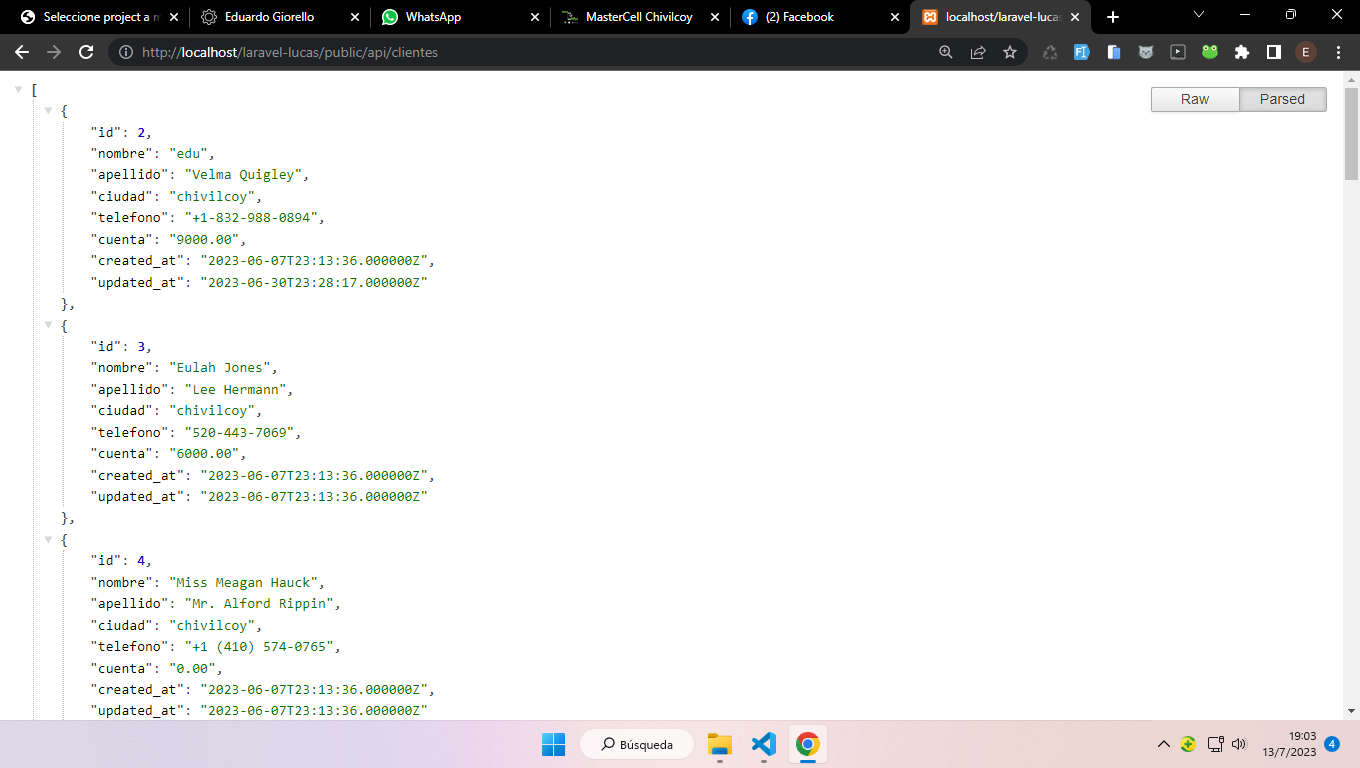 Seleccione project a m
Eduardo Giorello
WhatsApp
MasterCell Chivilcoy
(2) Facebook
localhost/laravel-lucas
http://localhost/laravel-lucas/public/api/clientes
E
Raw
Parsed
[
{
"id": 2,
"nombre": "edu",
"apellido": "Velma Quigley",
"ciudad": "chivilcoy",
"telefono": "+1-832-988-0894",
"cuenta": "9000.00",
"created_at": "2023-06-07T23:13:36.000000Z",
"updated_at": "2023-06-30T23:28:17.000000Z"
},
{
"id": 3,
"nombre": "Eulah Jones",
"apellido": "Lee Hermann",
"ciudad": "chivilcoy",
"telefono": "520-443-7069",
"cuenta": "6000.00",
"created_at": "2023-06-07T23:13:36.000000Z",
"updated_at": "2023-06-07T23:13:36.000000Z"
},
{
"id": 4,
"nombre": "Miss Meagan Hauck",
"apellido": "Mr. Alford Rippin",
"ciudad": "chivilcoy",
"telefono": "+1 (410) 574-0765",
"cuenta": "0.00",
"created_at": "2023-06-07T23:13:36.000000Z",
"updated_at": "2023-06-07T23:13:36.000000Z"
Búsqueda
19:03
13/7/2023
4